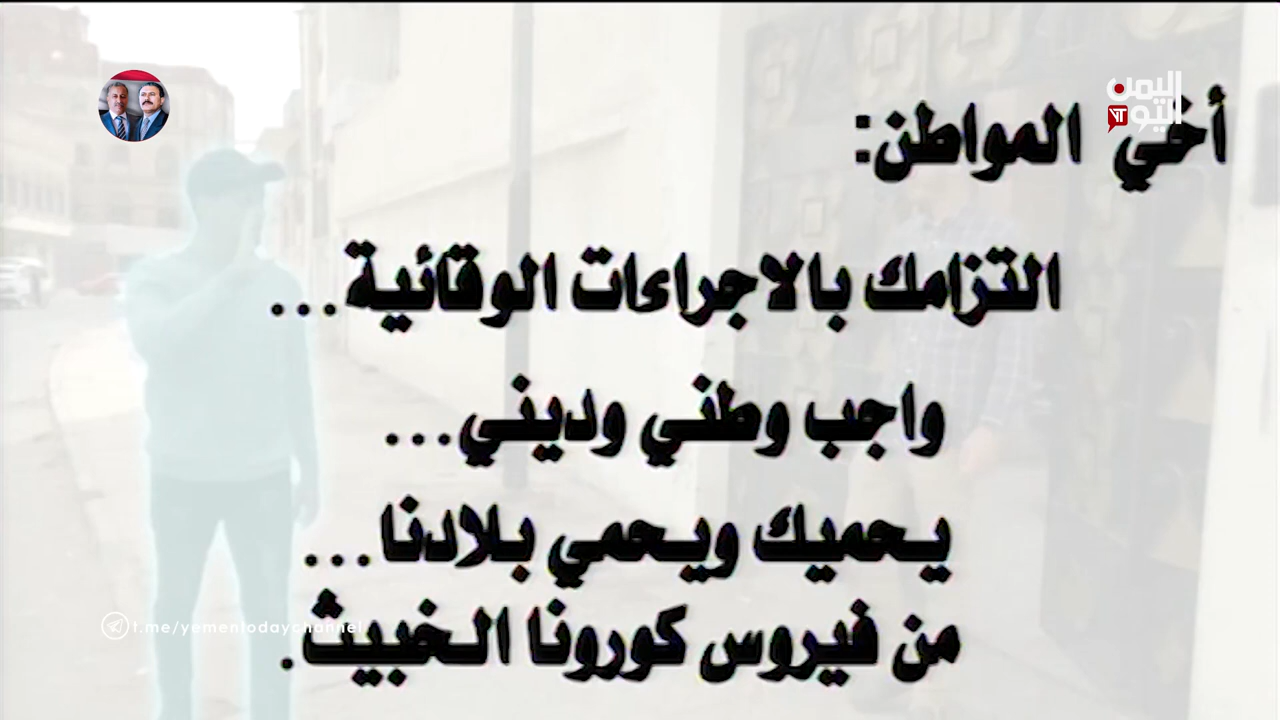 اليمن
اليوم
أخي المواطن:
التزامك بالاجراءات الوقائية...
واجب وطني وديني...
يحميك ويحمي بلادنا...
من فيروس كورونا الخبيث.
t.me/yementodaychannel